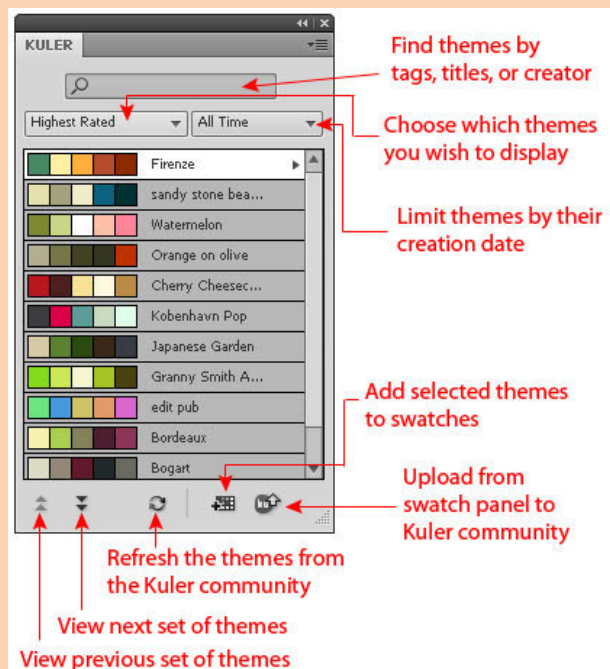 KULER
Find themes by
tags, titles, or creator
Highest Rated
All Time
Choose which themes
you wish to display
Firenze
sandy stone bea...
Watermelon
Limit themes by their
creation date
Orange on olive
Cherry Cheesec...
Kobenhavn Pop
Japanese Garden
Granny Smith A...
edit pub
Bordeaux
Bogart
Add selected themes
to swatches
Upload from
swatch panel to
Kuler community
Refresh the themes from
the Kuler community
View next set of themes
View previous set of themes